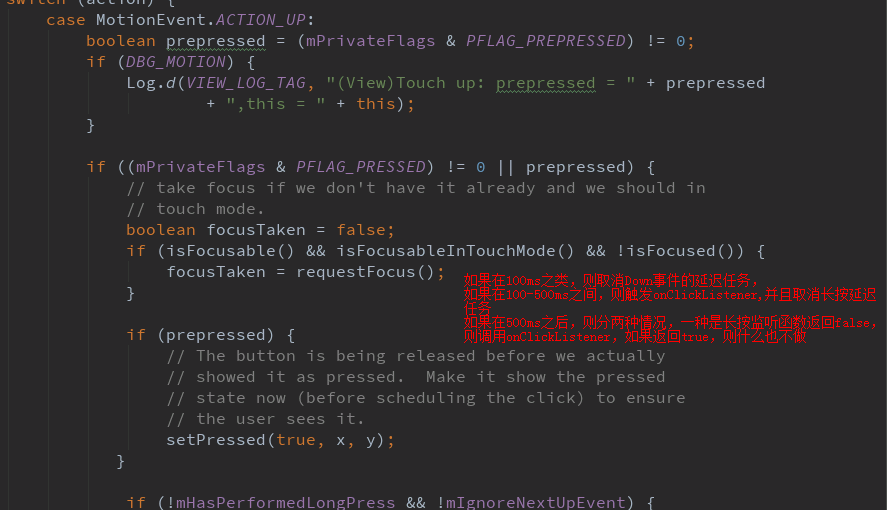 switch (action) {
case MotionEvent.ACTION_UP:
boolean prepressed = (mPrivateFlags & PFLAG_PREPRESSED) != 0;
if (DBG_MOTION) {
Log.d(VIEW_LOG_TAG, "(View)Touch up: prepressed = " + prepressed
+ ",this = " + this);
}
if ((mPrivateFlags & PFLAG_PRESSED) != 0 || prepressed) {
// take focus if we don't have it already and we should in
// touch mode.
boolean focusTaken = false;
if (isFocusable() && isFocusableInTouchMode() && !isFocused()) {
focusTaken = requestFocus();
}
如果在100ms之类，则取消Down事件的延迟任务，
如果在100-500ms之间，则触发onClickListener,并且取消长按延迟
任务
如果在500ms之后，则分两种情况，一种是长按监听函数返回false，
则调用onClickListener，如果返回true，则什么也不做
if (prepressed) {
// The button is being released before we actually
// showed it as pressed.  Make it show the pressed
// state now (before scheduling the click) to ensure
// the user sees it.
setPressed(true, x, y);
}
if (!mHasPerformedLongPress && !mIgnoreNextUpEvent) {